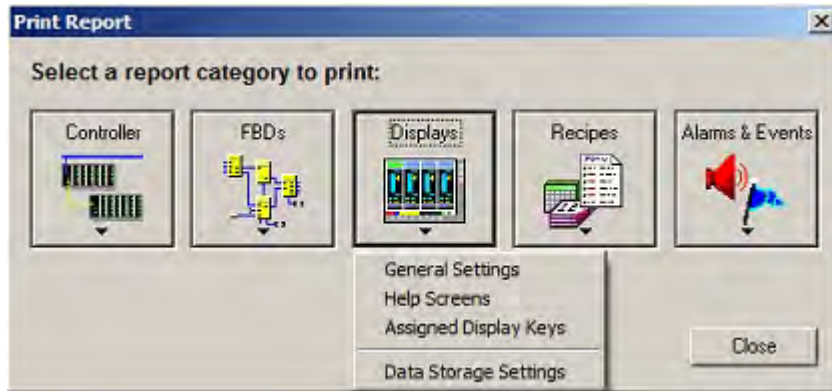 Print Report
Select a report category to print:
Controller
FBDs
Displays
Recipes
Alarms & Events
General Settings
Help Screens
Assigned Display Keys
Data Storage Settings
Close